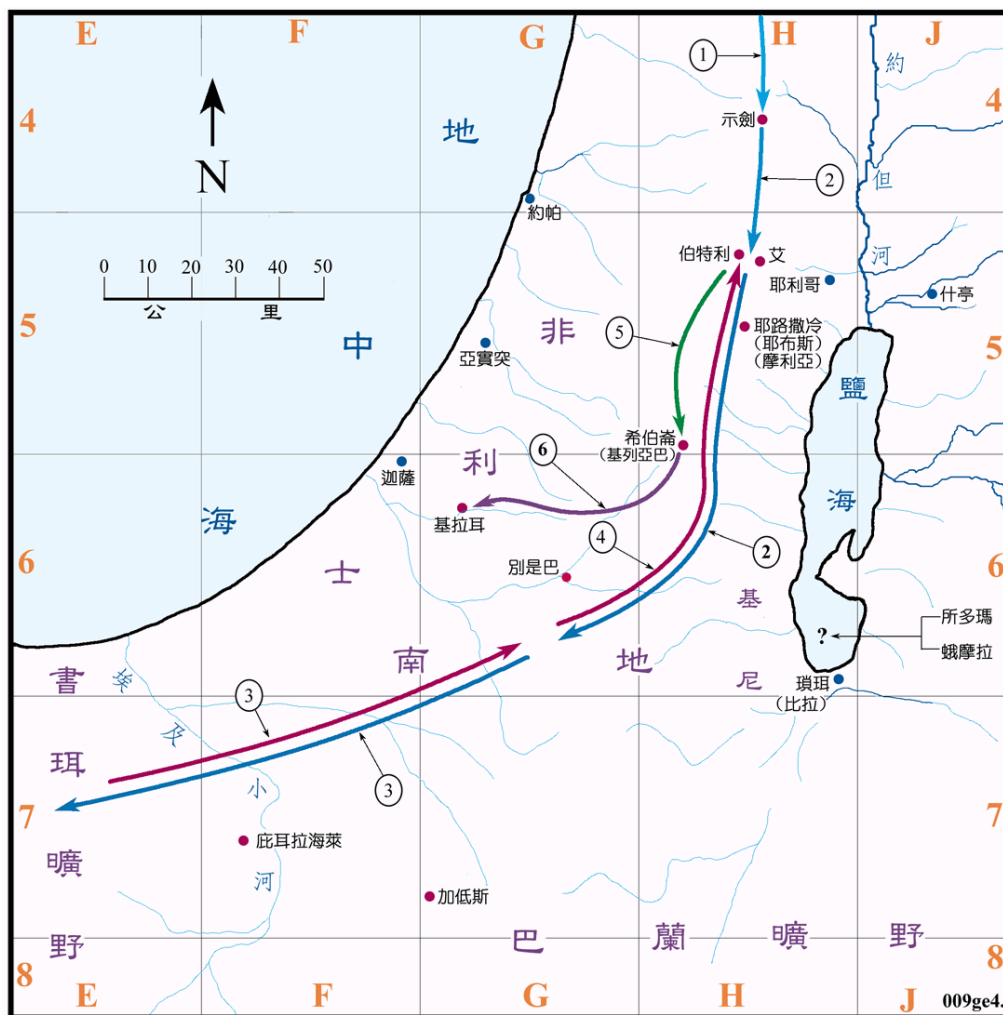 E F G H J
4 4
N
0 10 20 30 40 50
公里
①
示劍
②
約但河
地中海
約帕
伯特利
艾
耶利哥
什亭
5 5
耶路撒冷
(耶布斯)
(摩利亞)
⑤
亞實突
非利士
鹽海
希伯崙
(基列亞巴)
迦薩
⑥
基拉耳
④
②
別是巴
6 6
基尼
所多瑪
?
蛾摩拉
南地
瑣珥
(比拉)
書珥曠野
埃及小河
③
③
7 7
庇耳拉海萊
加低斯
巴蘭曠野
8 8
E F G H J
009ge4.